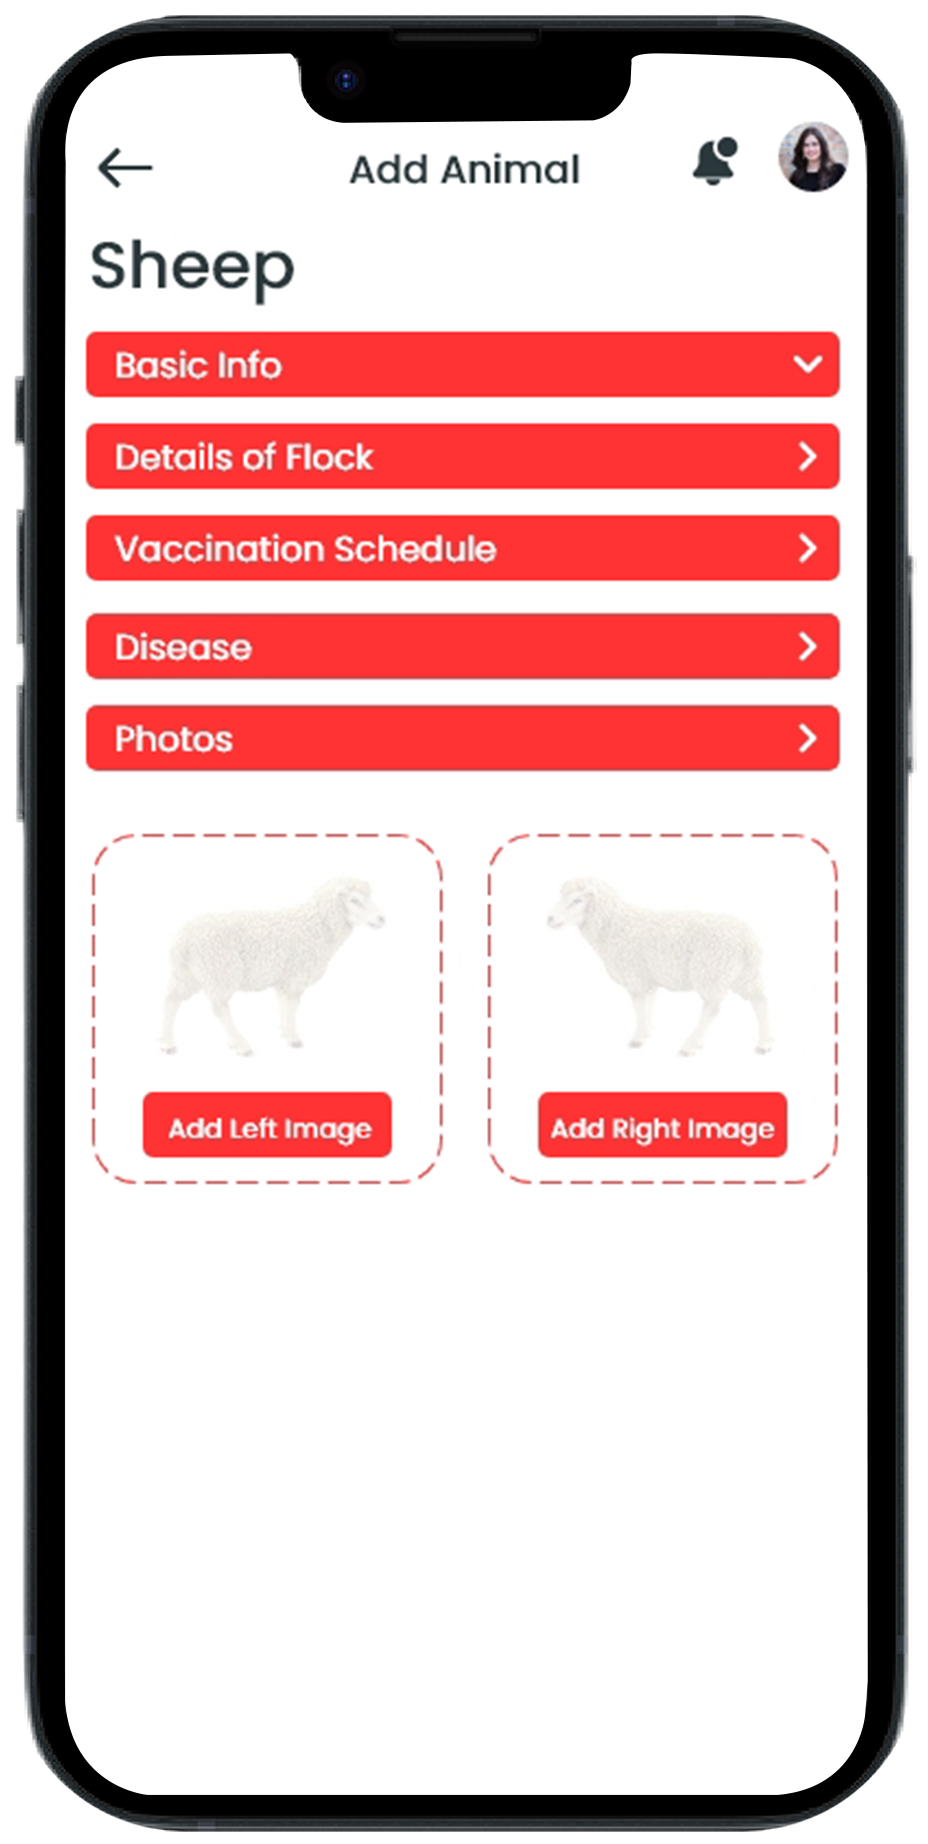 Add Animal
Sheep
Basic Info
Details of Flock
Vaccination Schedule
Disease
Photos
Add Left Image
Add Right Image